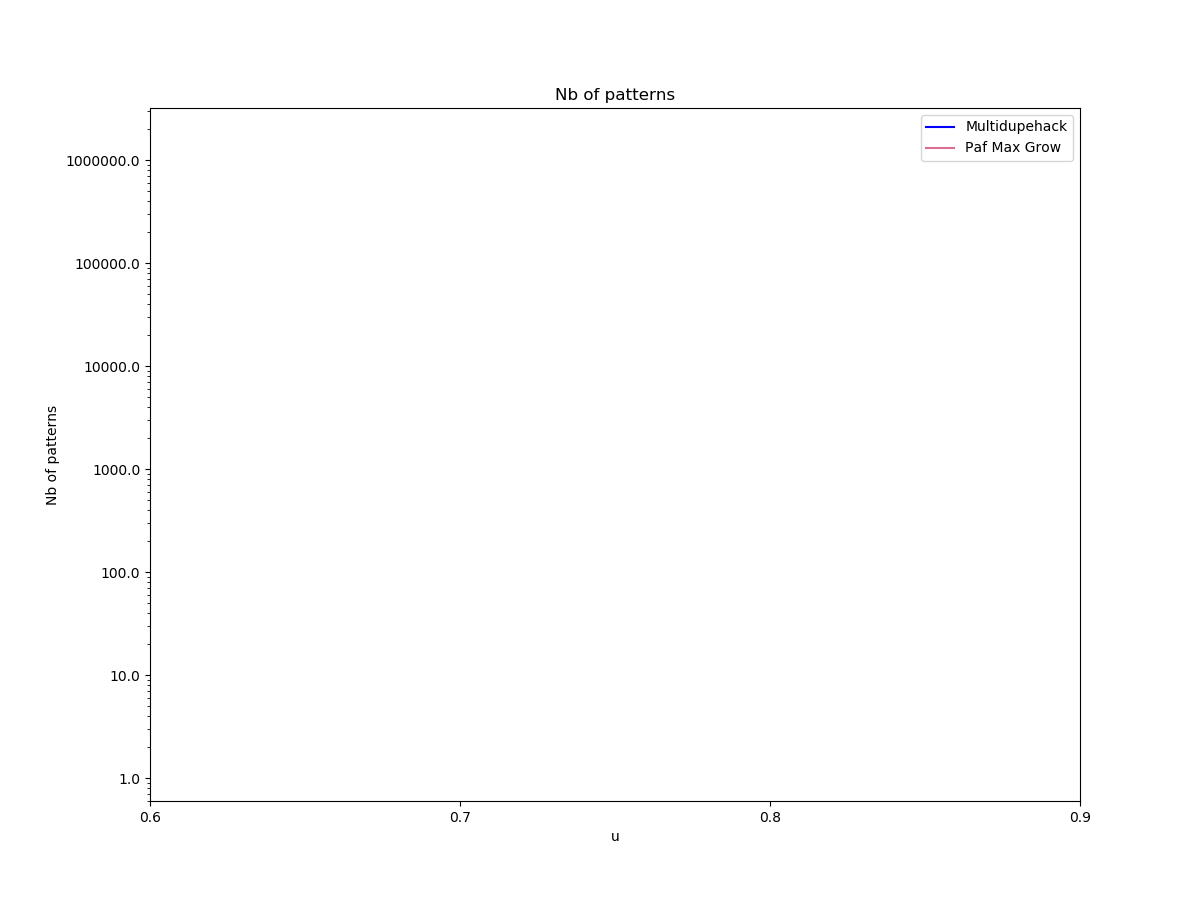 Nb of patterns
Multidupehack
Paf Max Grow
1000000.0
100000.0
10000.0
1000.0
100.0
10.0
1.0
Nb of patterns
0.6
0.7
0.8
0.9
u